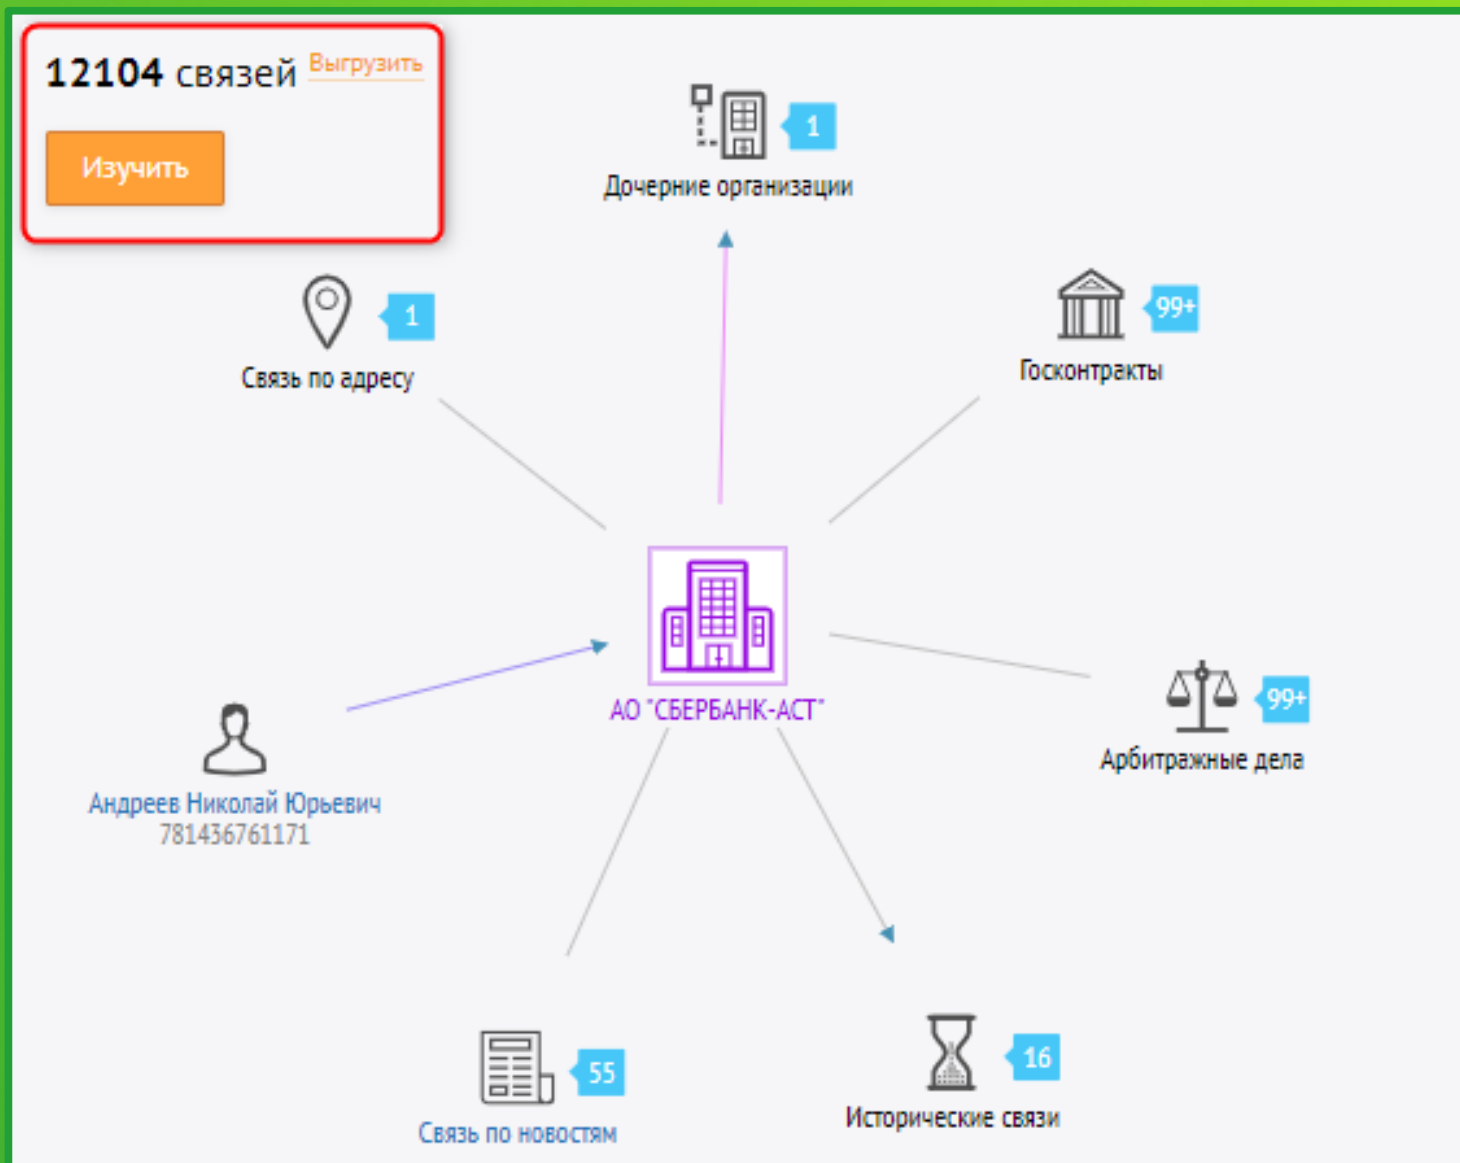 12104 связей Выгрузить
Изучить
1
Дочерние организации
1
Связь по адресу
99+
Госконтракты
АО "СБЕРБАНК-АСТ"
99+
Арбитражные дела
Андреев Николай Юрьевич
781436761171
55
Связь по новостям
16
Исторические связи